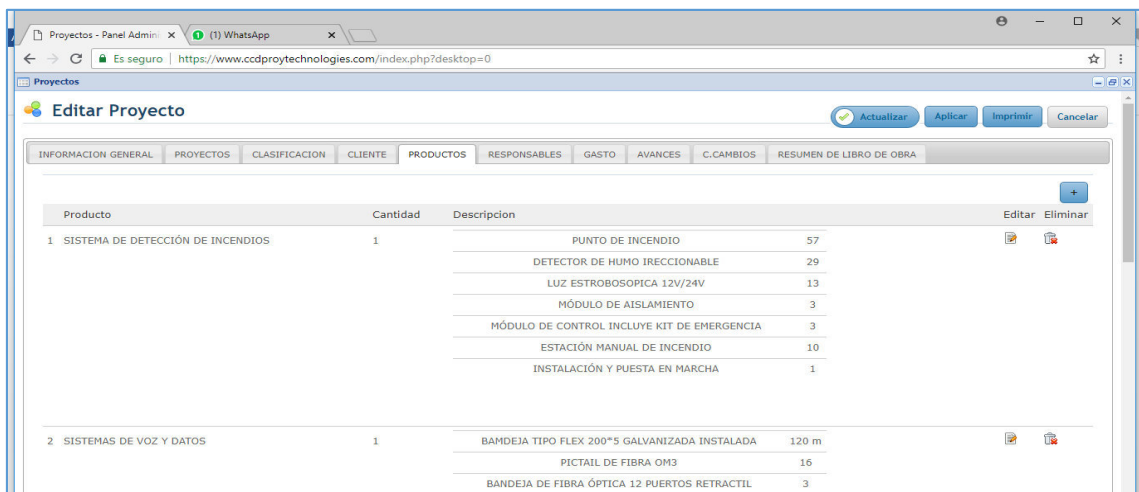 Proyectos - Panel Admini
(1) WhatsApp
Es seguro | https://www.ccdproytechnologies.com/index.php?desktop=0
Proyectos
Editar Proyecto
Actualizar Aplicar Imprimir Cancelar
INFORMACION GENERAL PROYECTOS CLASIFICACION CLIENTE PRODUCTOS RESPONSABLES GASTO AVANCES C.CAMBIOS RESUMEN DE LIBRO DE OBRA
+
Producto Cantidad Descripcion Editar Eliminar
1 SISTEMA DE DETECCIÓN DE INCENDIOS 1 PUNTO DE INCENDIO 57
DETECTOR DE HUMO IRECCIONABLE 29
LUZ ESTROBOSOPICA 12V/24V 13
MÓDULO DE AISLAMIENTO 3
MÓDULO DE CONTROL INCLUYE KIT DE EMERGENCIA 3
ESTACIÓN MANUAL DE INCENDIO 10
INSTALACIÓN Y PUESTA EN MARCHA 1
2 SISTEMAS DE VOZ Y DATOS 1 BAMDEJA TIPO FLEX 200*5 GALVANIZADA INSTALADA 120 m
PICTAIL DE FIBRA OM3 16
BANDEJA DE FIBRA ÓPTICA 12 PUERTOS RETRACTIL 3